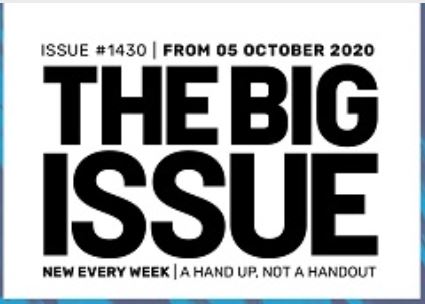 ISSUE #1430 | FROM 05 OCTOBER 2020
THE BIG
ISSUE
NEW EVERY WEEK | A HAND UP, NOT A HANDOUT